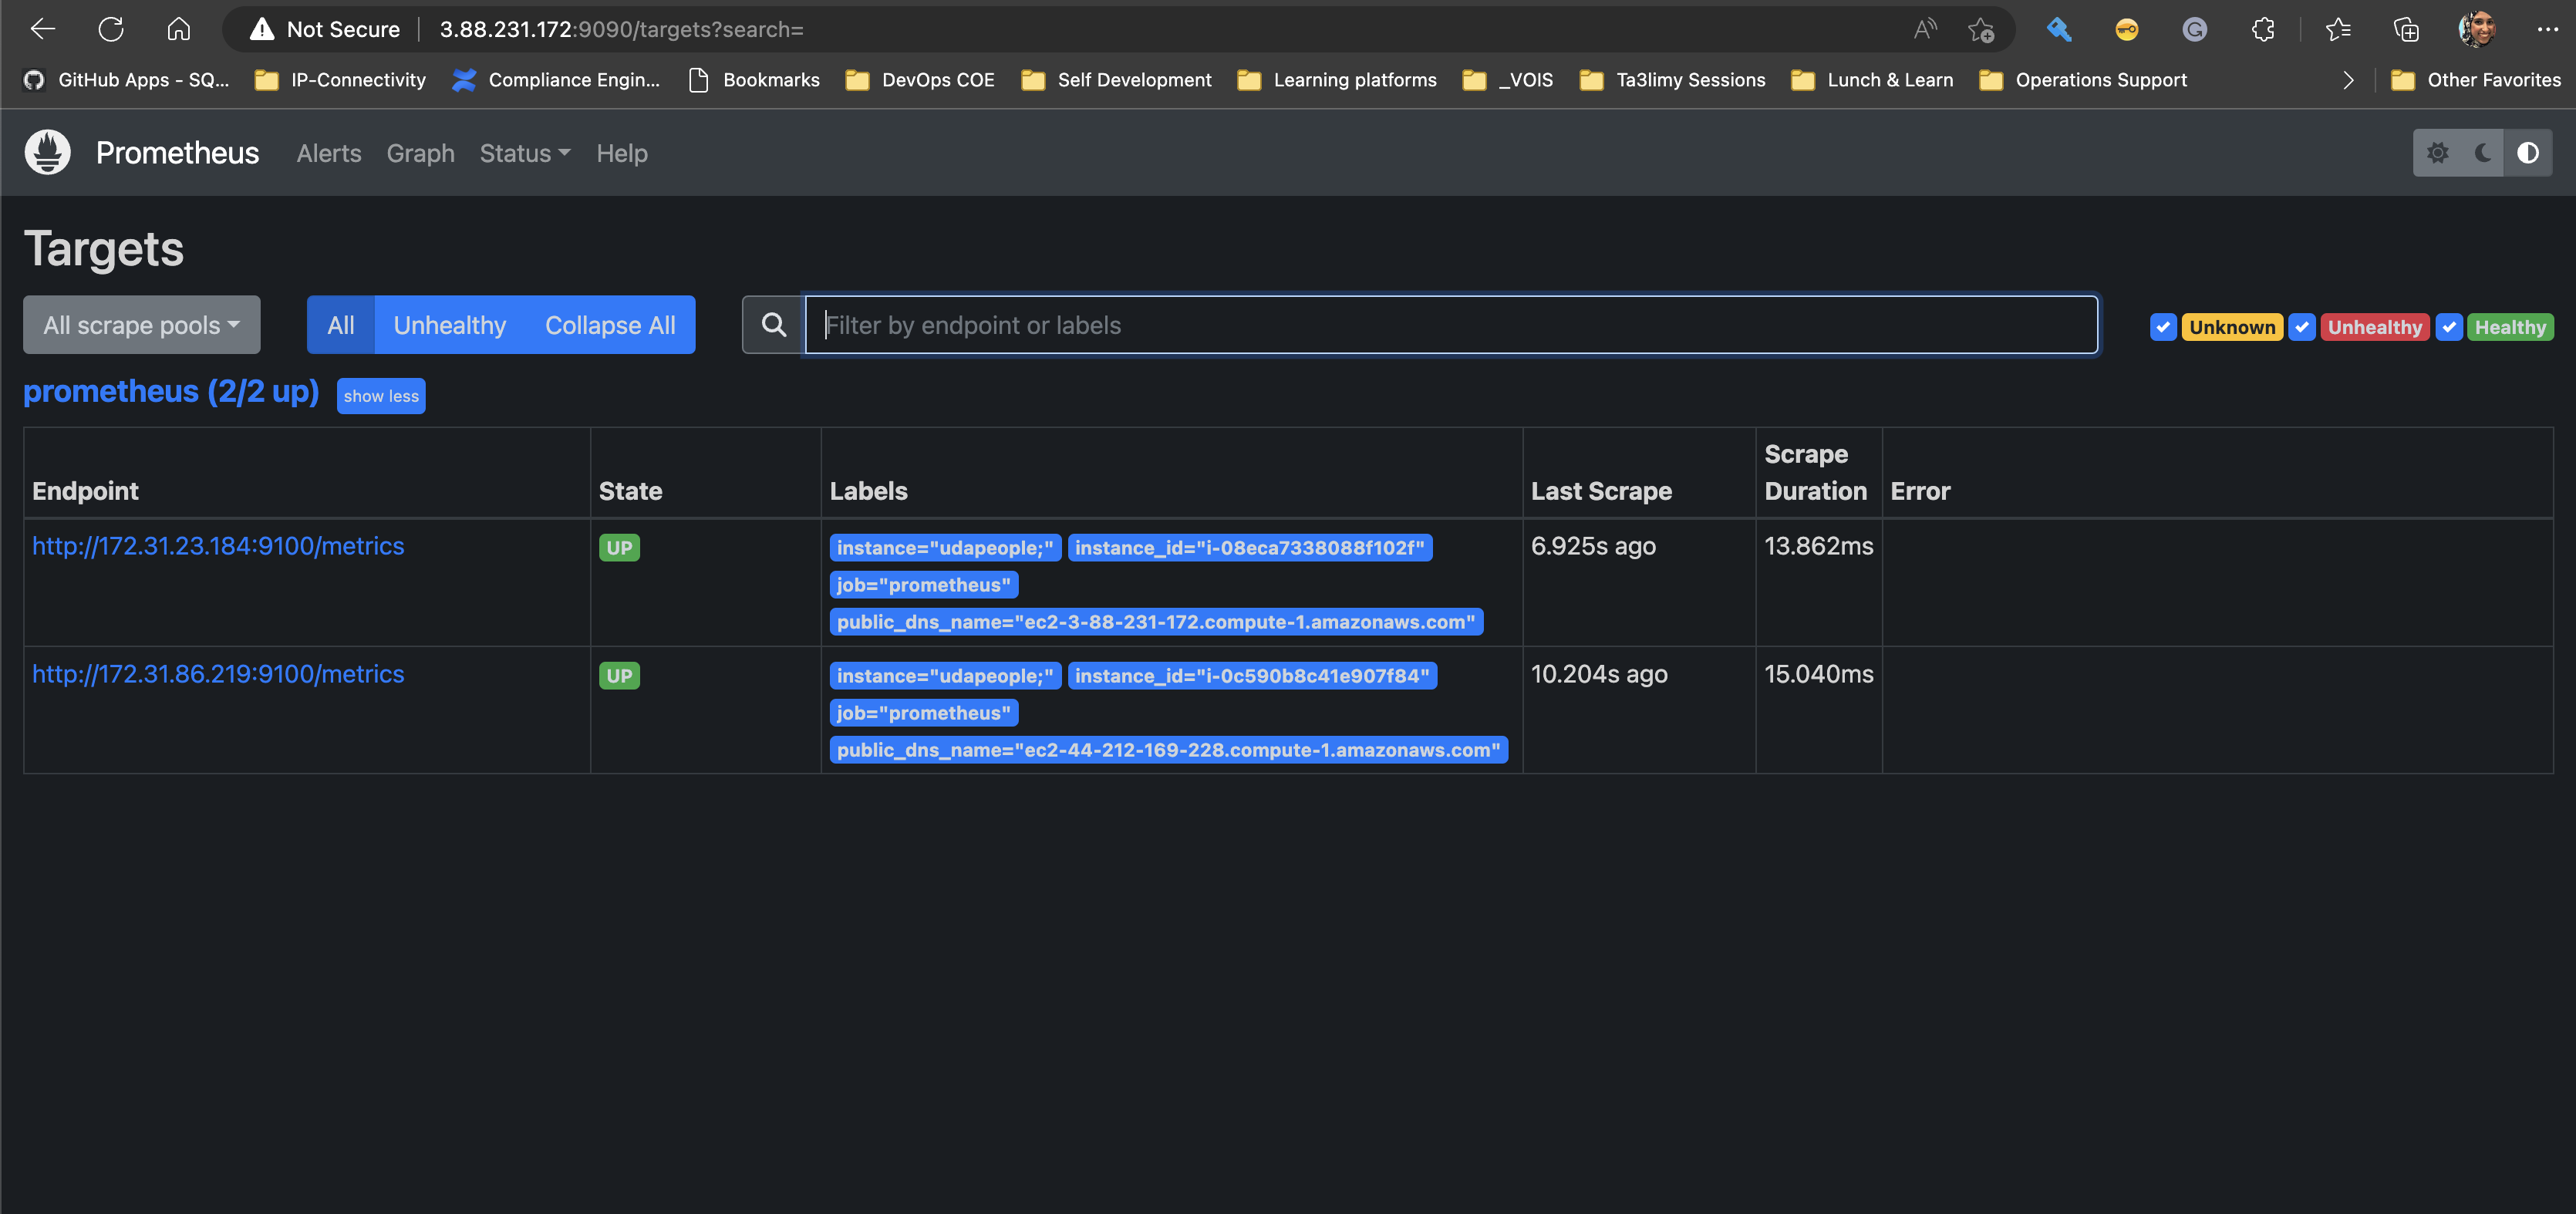 Not Secure 3.88.231.172:9090/targets?search=
GitHub Apps - SQ... IP-Connectivity Compliance Engin... Bookmarks DevOps COE Self Development Learning platforms _VOIS Ta3limy Sessions Lunch & Learn Operations Support Other Favorites
Prometheus Alerts Graph Status Help
Targets
All scrape pools All Unhealthy Collapse All Filter by endpoint or labels Unknown Unhealthy Healthy
prometheus (2/2 up) show less
Endpoint State Labels Last Scrape Scrape Duration Error
http://172.31.23.184:9100/metrics UP instance="udapeople;" instance_id="i-08eca7338088f102f" 6.925s ago 13.862ms
job="prometheus"
public_dns_name="ec2-3-88-231-172.compute-1.amazonaws.com"
http://172.31.86.219:9100/metrics UP instance="udapeople;" instance_id="i-0c590b8c41e907f84" 10.204s ago 15.040ms
job="prometheus"
public_dns_name="ec2-44-212-169-228.compute-1.amazonaws.com"